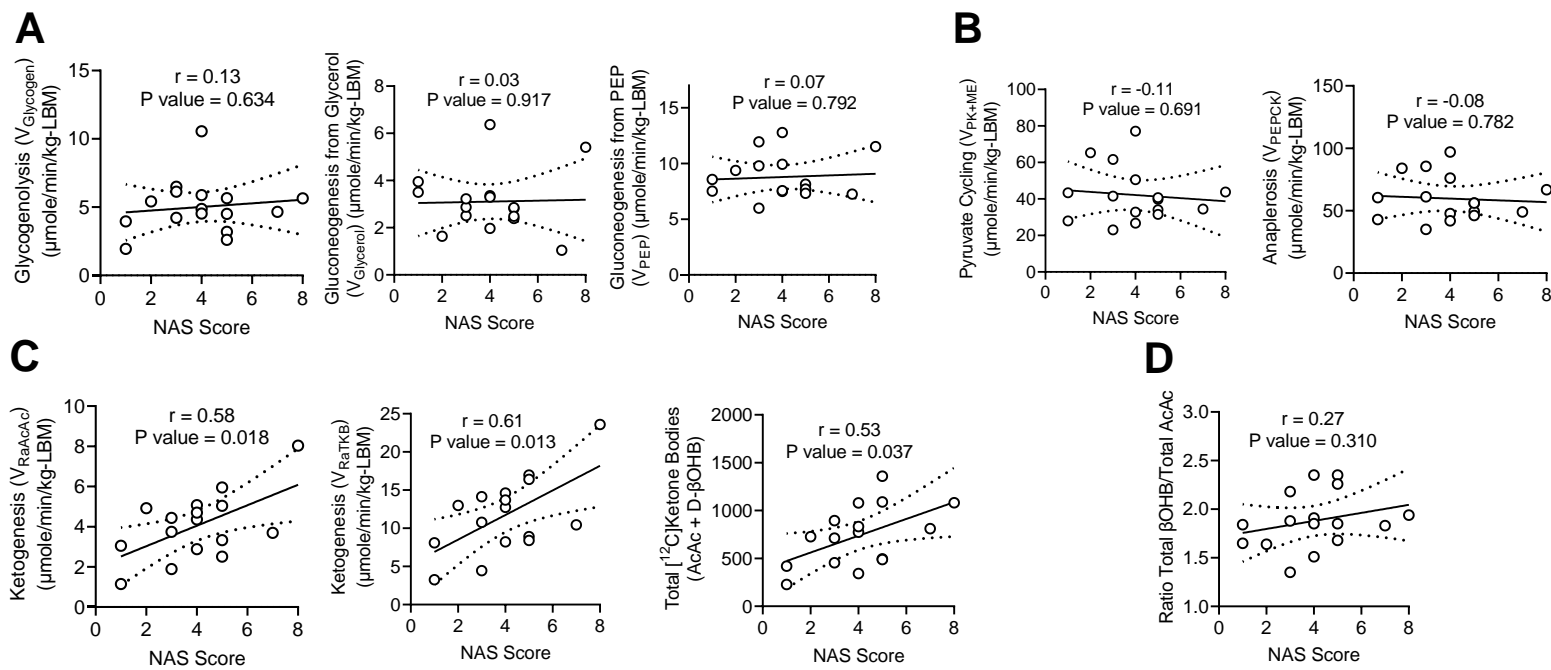 A
Glycogenolysis (VGlycogen)
(µmole/min/kg-LBM)
r = 0.13
P value = 0.634
15
10
5
0
0 2 4 6 8
NAS Score
Gluconeogenesis from Glycerol
(VGlycerol) (µmole/min/kg-LBM)
r = 0.03
P value = 0.917
8
6
4
2
0
0 2 4 6 8
NAS Score
Gluconeogenesis from PEP
(VPEP) (µmole/min/kg-LBM)
r = 0.07
P value = 0.792
15
10
5
0
0 2 4 6 8
NAS Score
B
Pyruvate Cycling (VPK+ME)
(µmole/min/kg-LBM)
r = -0.11
P value = 0.691
100
80
60
40
20
0
0 2 4 6 8
NAS Score
Anaplerosis (VPEPCK)
(µmole/min/kg-LBM)
r = -0.08
P value = 0.782
150
100
50
0
0 2 4 6 8
NAS Score
C
Ketogenesis (VRaAcAc)
(µmole/min/kg-LBM)
r = 0.58
P value = 0.018
10
8
6
4
2
0
0 2 4 6 8
NAS Score
Ketogenesis (VRaTKB)
(µmole/min/kg-LBM)
r = 0.61
P value = 0.013
25
20
15
10
5
0
0 2 4 6 8
NAS Score
Total [12C]Ketone Bodies
(AcAc + D-βOHB)
r = 0.53
P value = 0.037
2000
1500
1000
500
0
0 2 4 6 8
NAS Score
D
Ratio Total βOHB/Total AcAc
r = 0.27
P value = 0.310
3.0
2.5
2.0
1.5
1.0
0 2 4 6 8
NAS Score